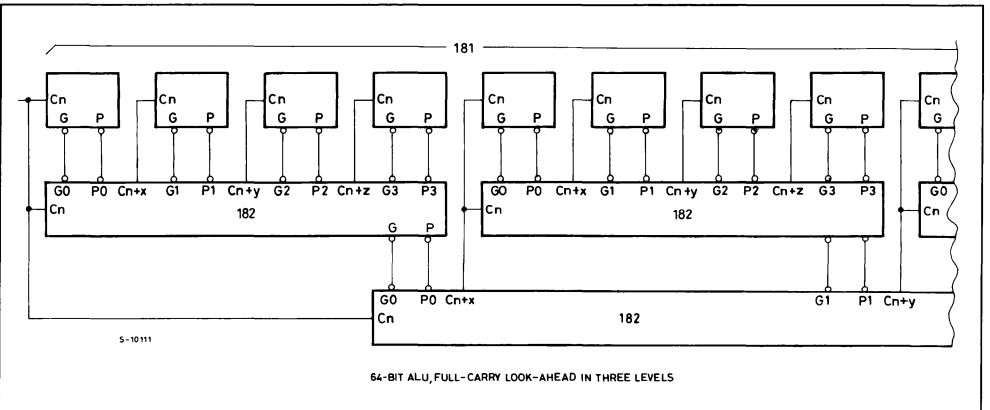 181
Cn Cn Cn Cn Cn Cn Cn Cn Cn
G P G P G P G P G P G P G P G P G
G0 P0 Cn+x G1 P1 Cn+y G2 P2 Cn+z G3 P3 G0 P0 Cn+x G1 P1 Cn+y G2 P2 Cn+z G3 P3 G0
Cn 182 Cn 182 Cn
G P
G0 P0 Cn+x G1 P1 Cn+y
Cn 182
S-10111
64-BIT ALU, FULL-CARRY LOOK-AHEAD IN THREE LEVELS